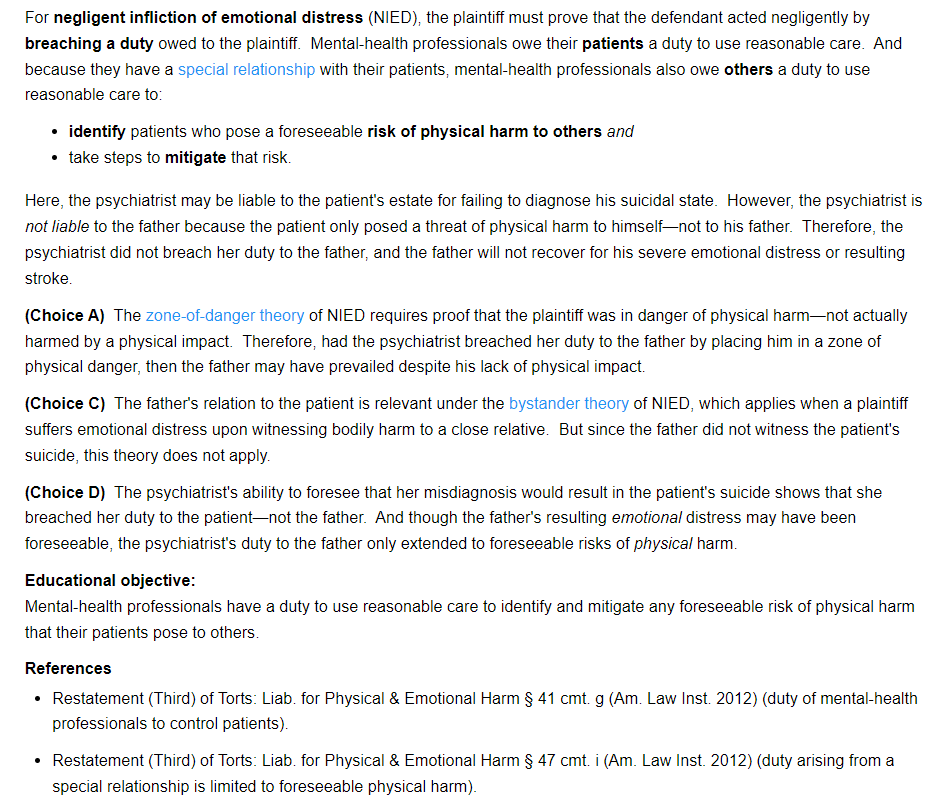 For negligent infliction of emotional distress (NIED), the plaintiff must prove that the defendant acted negligently by
breaching a duty owed to the plaintiff. Mental-health professionals owe their patients a duty to use reasonable care. And
because they have a special relationship with their patients, mental-health professionals also owe others a duty to use
reasonable care to:
• identify patients who pose a foreseeable risk of physical harm to others and
• take steps to mitigate that risk.
Here, the psychiatrist may be liable to the patient's estate for failing to diagnose his suicidal state. However, the psychiatrist is
not liable to the father because the patient only posed a threat of physical harm to himself—not to his father. Therefore, the
psychiatrist did not breach her duty to the father, and the father will not recover for his severe emotional distress or resulting
stroke.
(Choice A) The zone-of-danger theory of NIED requires proof that the plaintiff was in danger of physical harm—not actually
harmed by a physical impact. Therefore, had the psychiatrist breached her duty to the father by placing him in a zone of
physical danger, then the father may have prevailed despite his lack of physical impact.
(Choice C) The father's relation to the patient is relevant under the bystander theory of NIED, which applies when a plaintiff
suffers emotional distress upon witnessing bodily harm to a close relative. But since the father did not witness the patient's
suicide, this theory does not apply.
(Choice D) The psychiatrist's ability to foresee that her misdiagnosis would result in the patient's suicide shows that she
breached her duty to the patient—not the father. And though the father's resulting emotional distress may have been
foreseeable, the psychiatrist's duty to the father only extended to foreseeable risks of physical harm.
Educational objective:
Mental-health professionals have a duty to use reasonable care to identify and mitigate any foreseeable risk of physical harm
that their patients pose to others.
References
• Restatement (Third) of Torts: Liab. for Physical & Emotional Harm § 41 cmt. g (Am. Law Inst. 2012) (duty of mental-health
professionals to control patients).
• Restatement (Third) of Torts: Liab. for Physical & Emotional Harm § 47 cmt. i (Am. Law Inst. 2012) (duty arising from a
special relationship is limited to foreseeable physical harm).